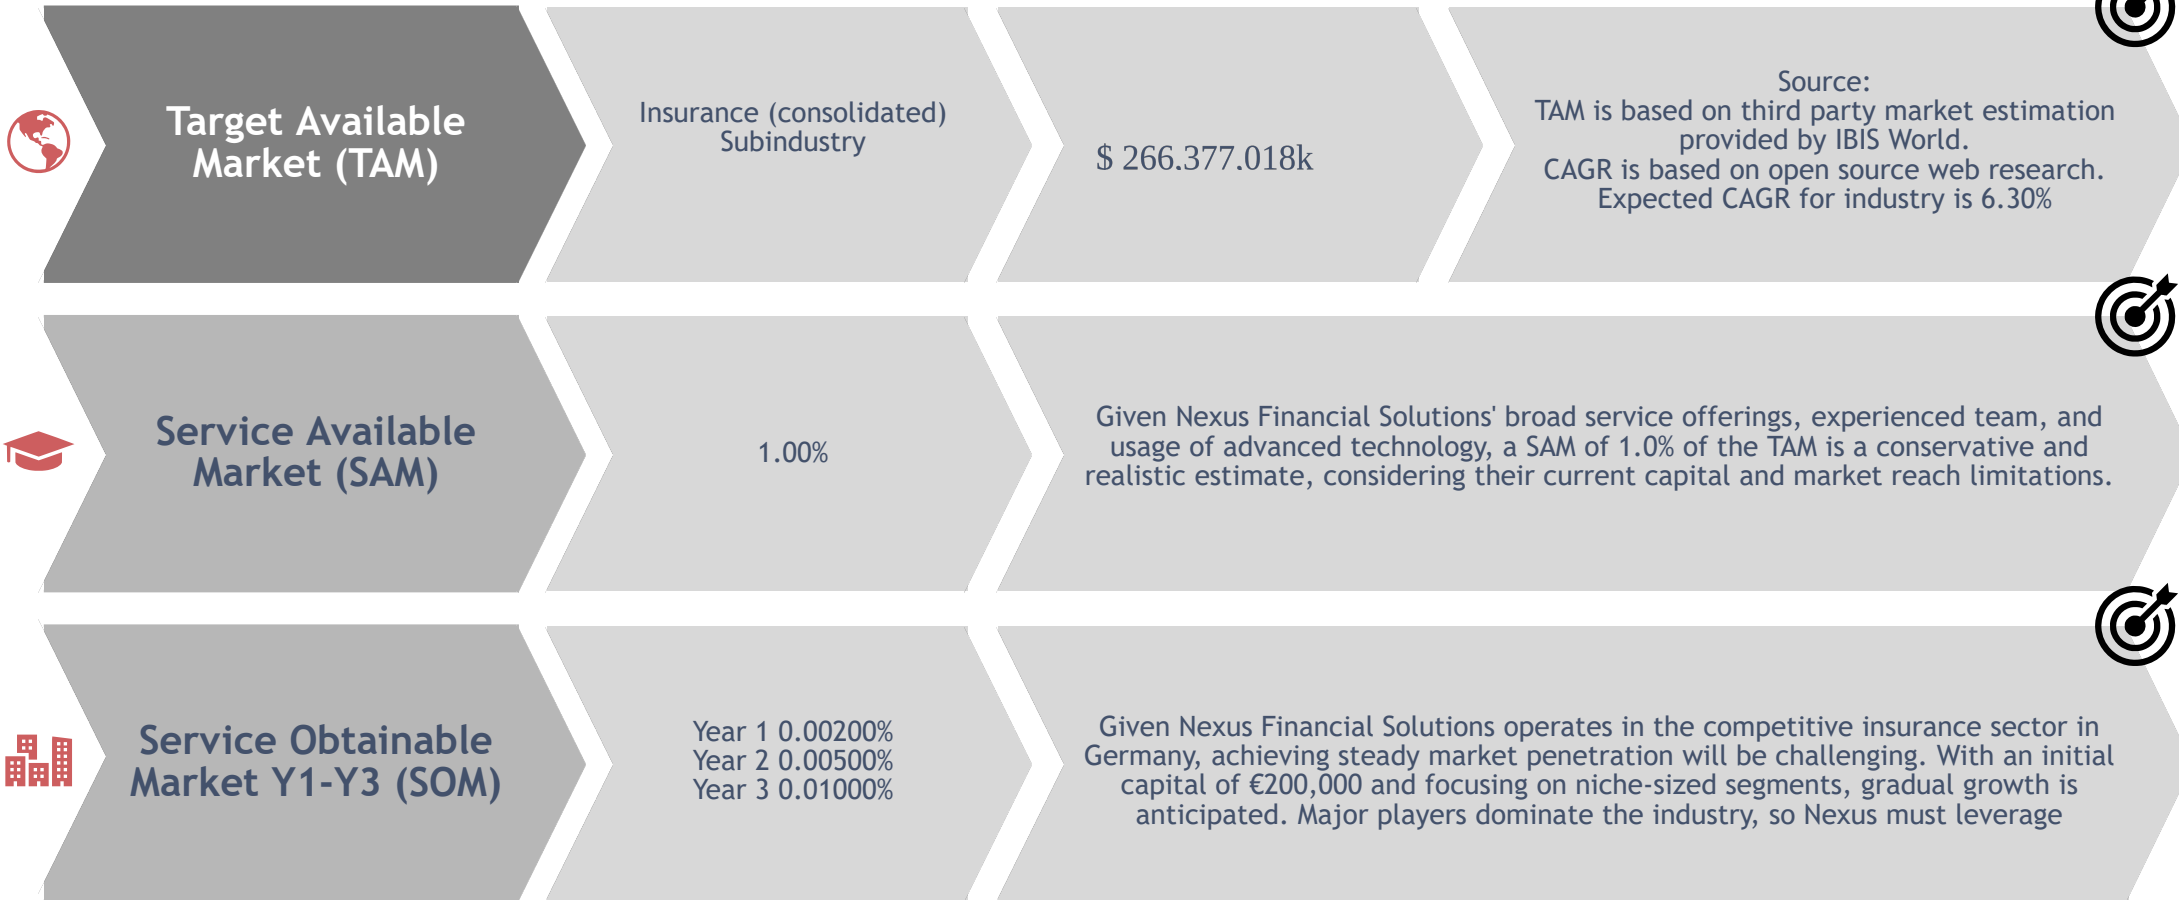 Target Available
Market (TAM)
Insurance (consolidated)
Subindustry
$ 266.377.018k
Source:
TAM is based on third party market estimation
provided by IBIS World.
CAGR is based on open source web research.
Expected CAGR for industry is 6.30%
Service Available
Market (SAM)
1.00%
Given Nexus Financial Solutions' broad service offerings, experienced team, and
usage of advanced technology, a SAM of 1.0% of the TAM is a conservative and
realistic estimate, considering their current capital and market reach limitations.
Service Obtainable
Market Y1-Y3 (SOM)
Year 1 0.00200%
Year 2 0.00500%
Year 3 0.01000%
Given Nexus Financial Solutions operates in the competitive insurance sector in
Germany, achieving steady market penetration will be challenging. With an initial
capital of €200,000 and focusing on niche-sized segments, gradual growth is
anticipated. Major players dominate the industry, so Nexus must leverage